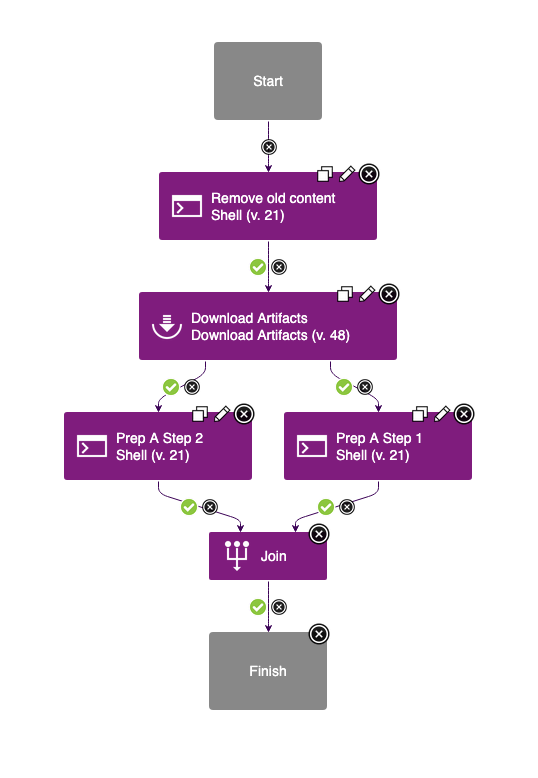 Start
Remove old content
Shell (v. 21)
Download Artifacts
Download Artifacts (v. 48)
Prep A Step 2
Shell (v. 21)
Prep A Step 1
Shell (v. 21)
Join
Finish